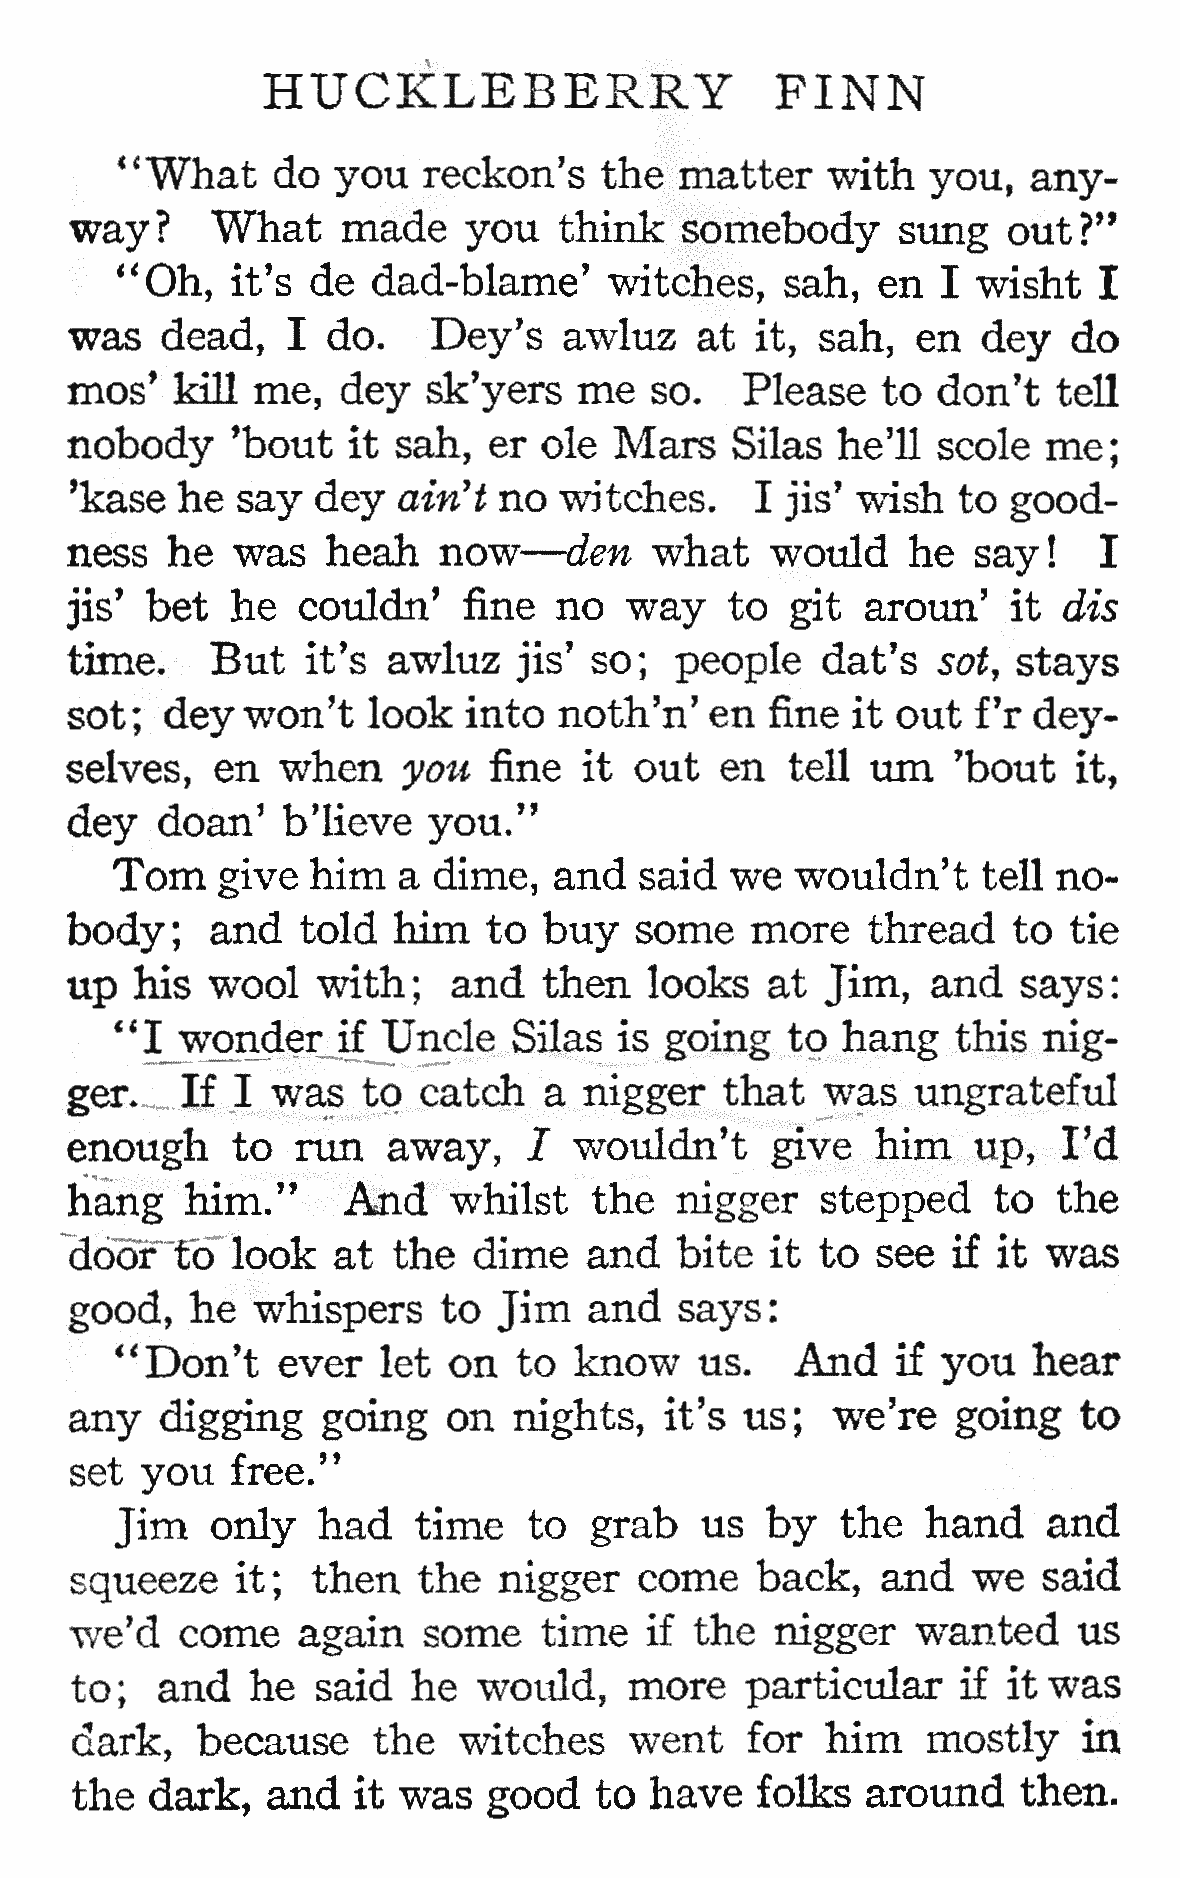 HUCKLEBERRY FINN
“What do you reckon’s the matter with you, any-
way? What made you think somebody sung out?”
“Oh, it’s de dad-blame’ witches, sah, en I wisht I
was dead, I do. Dey’s awluz at it, sah, en dey do
mos’ kill me, dey sk’yers me so. Please to don’t tell
nobody ’bout it sah, er ole Mars Silas he’ll scole me;
’kase he say dey ain’t no witches. I jis’ wish to good-
ness he was heah now—den what would he say! I
jis’ bet he couldn’ fine no way to git aroun’ it dis
time. But it’s awluz jis’ so; people dat’s sot, stays
sot; dey won’t look into noth’n’ en fine it out f’r dey-
selves, en when you fine it out en tell um ’bout it,
dey doan’ b’lieve you.”
Tom give him a dime, and said we wouldn’t tell no-
body; and told him to buy some more thread to tie
up his wool with; and then looks at Jim, and says:
“I wonder if Uncle Silas is going to hang this nig-
ger. If I was to catch a nigger that was ungrateful
enough to run away, I wouldn’t give him up, I’d
hang him.” And whilst the nigger stepped to the
door to look at the dime and bite it to see if it was
good, he whispers to Jim and says:
“Don’t ever let on to know us. And if you hear
any digging going on nights, it’s us; we’re going to
set you free.”
Jim only had time to grab us by the hand and
squeeze it; then the nigger come back, and we said
we’d come again some time if the nigger wanted us
to; and he said he would, more particular if it was
dark, because the witches went for him mostly in
the dark, and it was good to have folks around then.